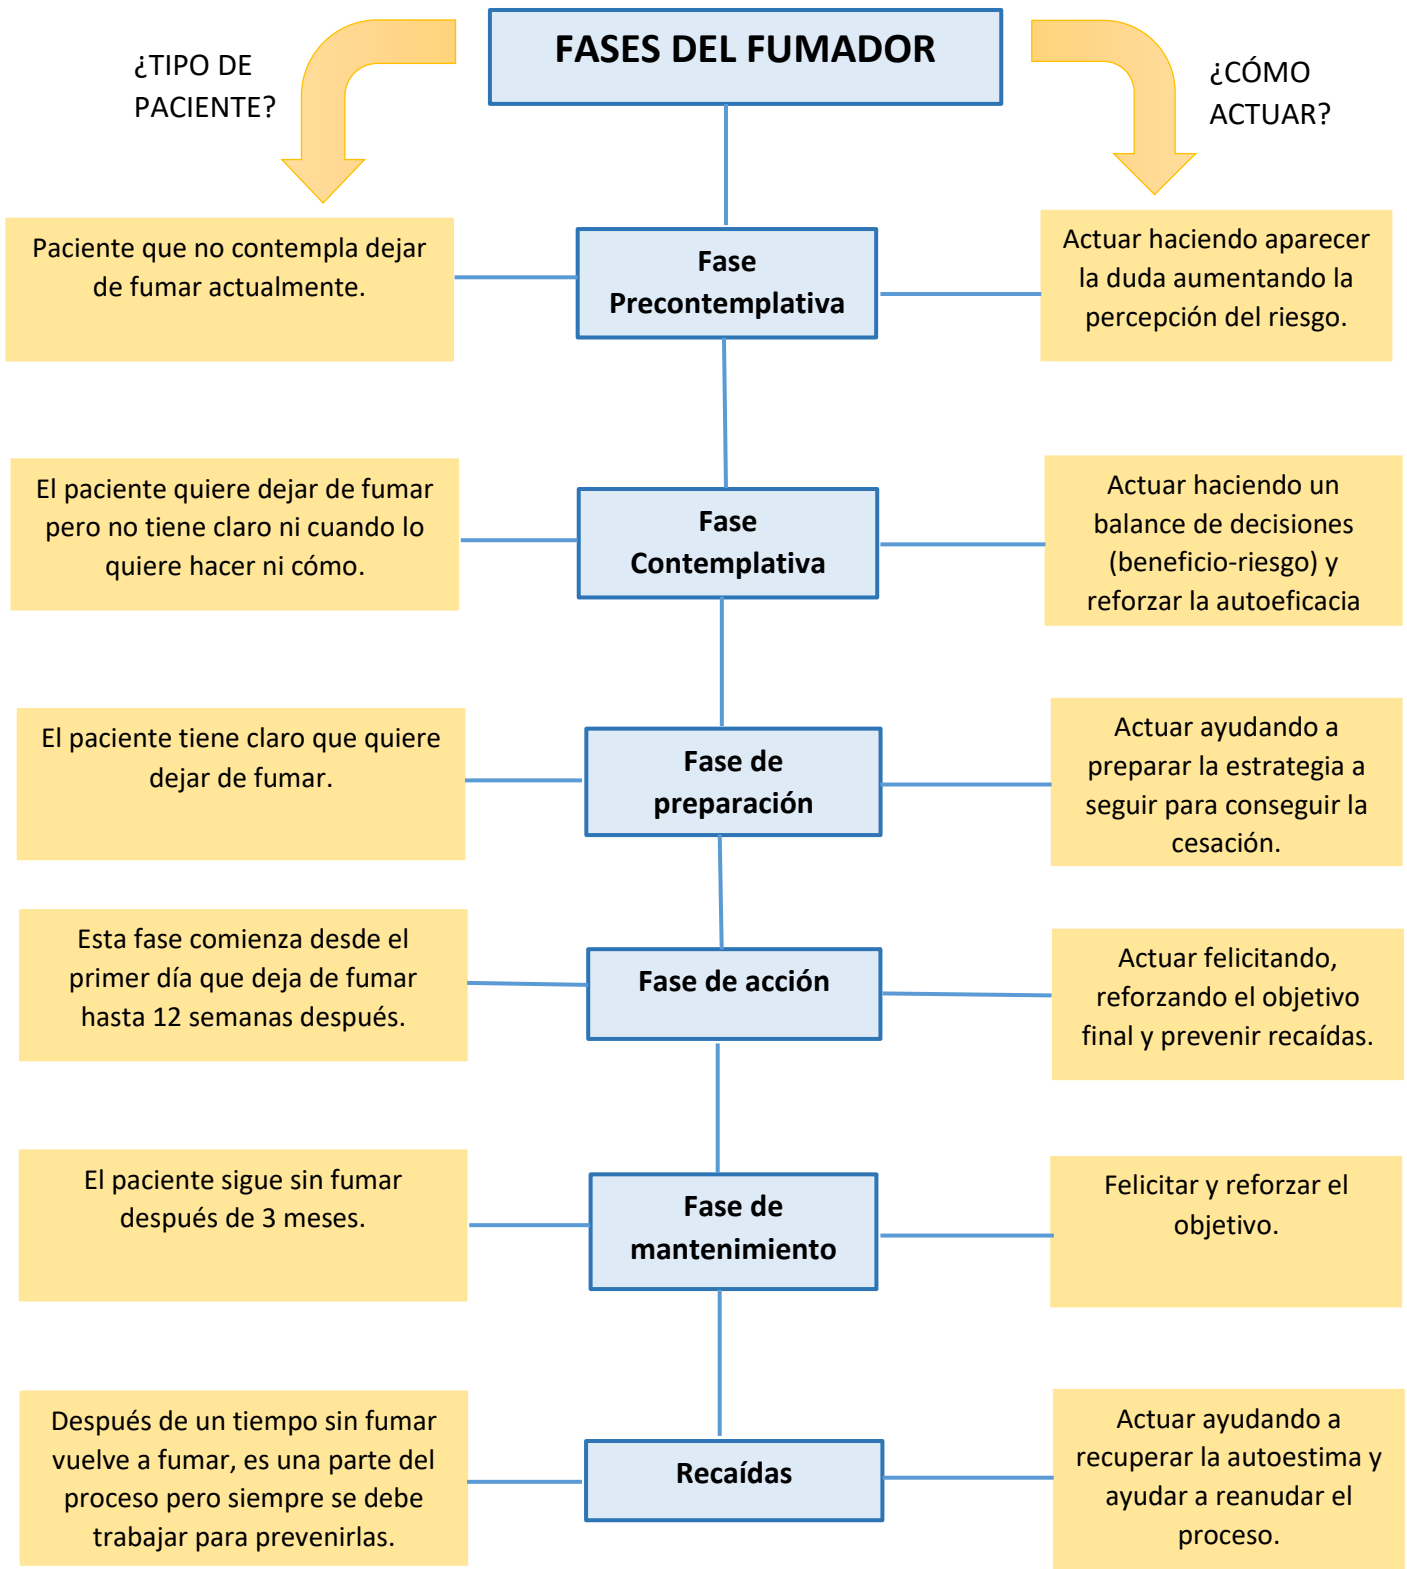 FASES DEL FUMADOR
¿TIPO DE
PACIENTE?
¿CÓMO
ACTUAR?
Paciente que no contempla dejar
de fumar actualmente.
Fase
Precontemplativa
Actuar haciendo aparecer
la duda aumentando la
percepción del riesgo.
El paciente quiere dejar de fumar
pero no tiene claro ni cuando lo
quiere hacer ni cómo.
Fase
Contemplativa
Actuar haciendo un
balance de decisiones
(beneficio-riesgo) y
reforzar la autoeficacia
El paciente tiene claro que quiere
dejar de fumar.
Fase de
preparación
Actuar ayudando a
preparar la estrategia a
seguir para conseguir la
cesación.
Esta fase comienza desde el
primer día que deja de fumar
hasta 12 semanas después.
Fase de acción
Actuar felicitando,
reforzando el objetivo
final y prevenir recaídas.
El paciente sigue sin fumar
después de 3 meses.
Fase de
mantenimiento
Felicitar y reforzar el
objetivo.
Después de un tiempo sin fumar
vuelve a fumar, es una parte del
proceso pero siempre se debe
trabajar para prevenirlas.
Recaídas
Actuar ayudando a
recuperar la autoestima y
ayudar a reanudar el
proceso.